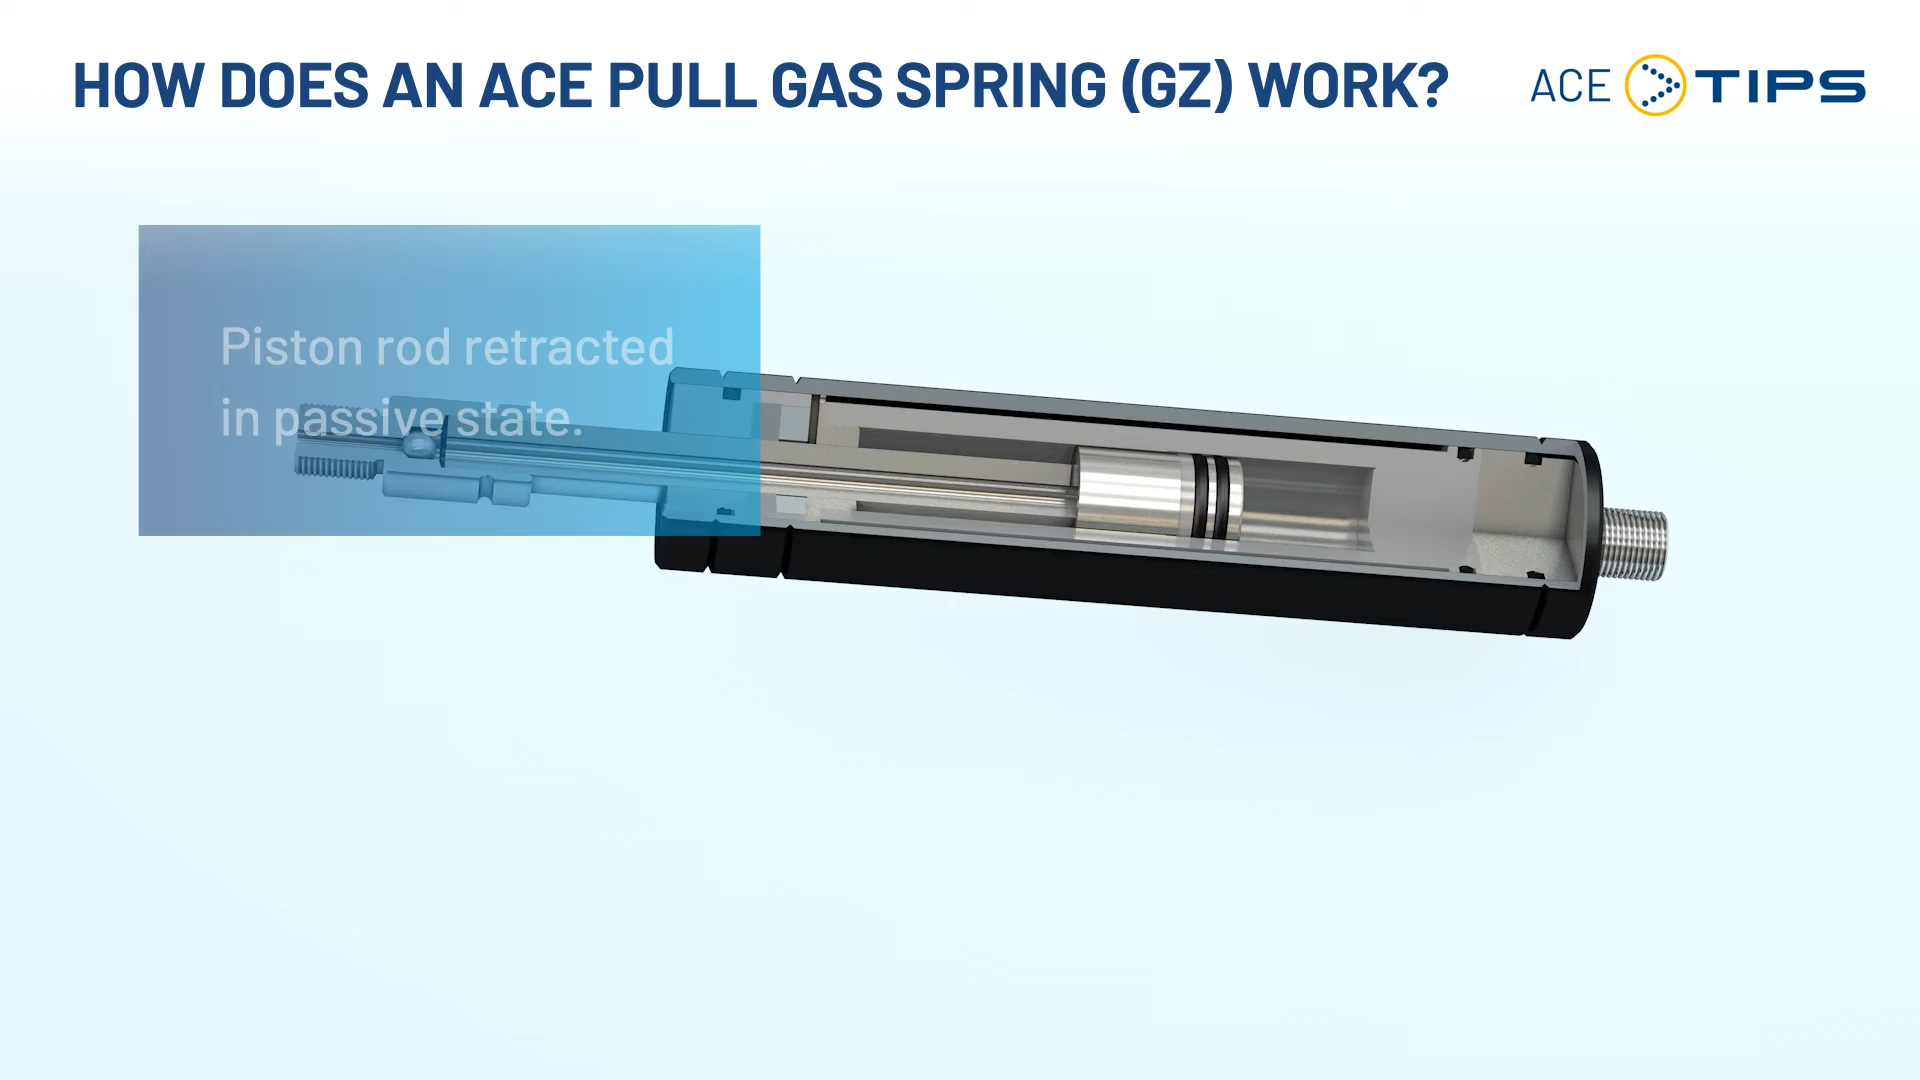 HOW DOES AN ACE PULL GAS SPRING (GZ) WORK?
ACE TIPS
Piston rod retracted
in passive state.